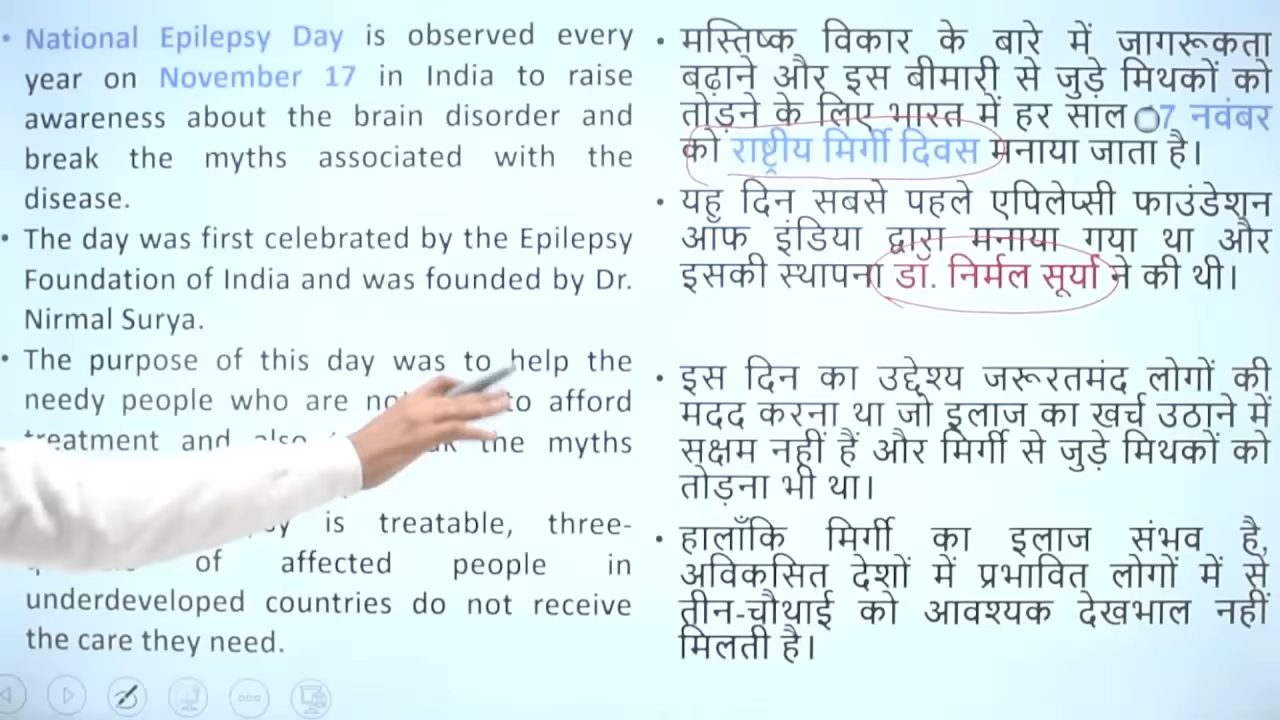 • National Epilepsy Day is observed every
year on November 17 in India to raise
awareness about the brain disorder and
break the myths associated with the
disease.
• The day was first celebrated by the Epilepsy
Foundation of India and was founded by Dr.
Nirmal Surya.
• The purpose of this day was to help the
needy people who are to afford
treatment and also the myths
is treatable, three-
of affected people in
underdeveloped countries do not receive
the care they need.
• मस्तिष्क विकार के बारे में जागरूकता
बढ़ाने और इस बीमारी से जुड़े मिथकों को
तोड़ने के लिए भारत में हर साल 7 नवंबर
को राष्ट्रीय मिर्गी दिवस मनाया जाता है।
• यह दिन सबसे पहले एपिलेप्सी फाउंडेशन
ऑफ इंडिया द्वारा मनाया गया था और
इसकी स्थापना डॉ. निर्मल सूर्या ने की थी।
• इस दिन का उद्देश्य जरूरतमंद लोगों की
मदद करना था जो इलाज का खर्च उठाने में
सक्षम नहीं हैं और मिर्गी से जुड़े मिथकों को
तोड़ना भी था।
• हालाँकि मिर्गी का इलाज संभव है,
अविकसित देशों में प्रभावित लोगों में से
तीन-चौथाई को आवश्यक देखभाल नहीं
मिलती है।